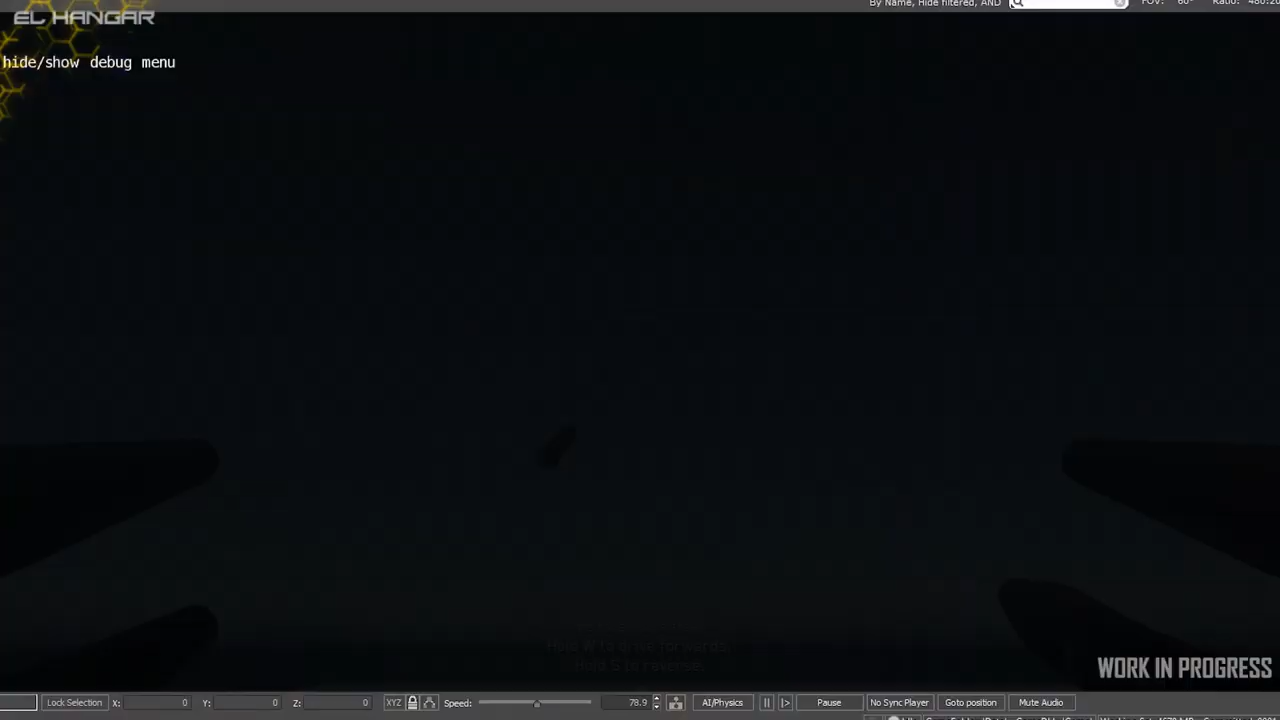 By Name, Hide filtered, AND
FOV: 60°
Ratio:
EL HANGAR
hide/show debug menu
Hold W to drive forwards.
Hold S to reverse.
WORK IN PROGRESS
Lock Selection X: 0 Y: 0 Z: 0 XYZ Speed: 78.9 AI/Physics Pause No Sync Player Goto position Mute Audio